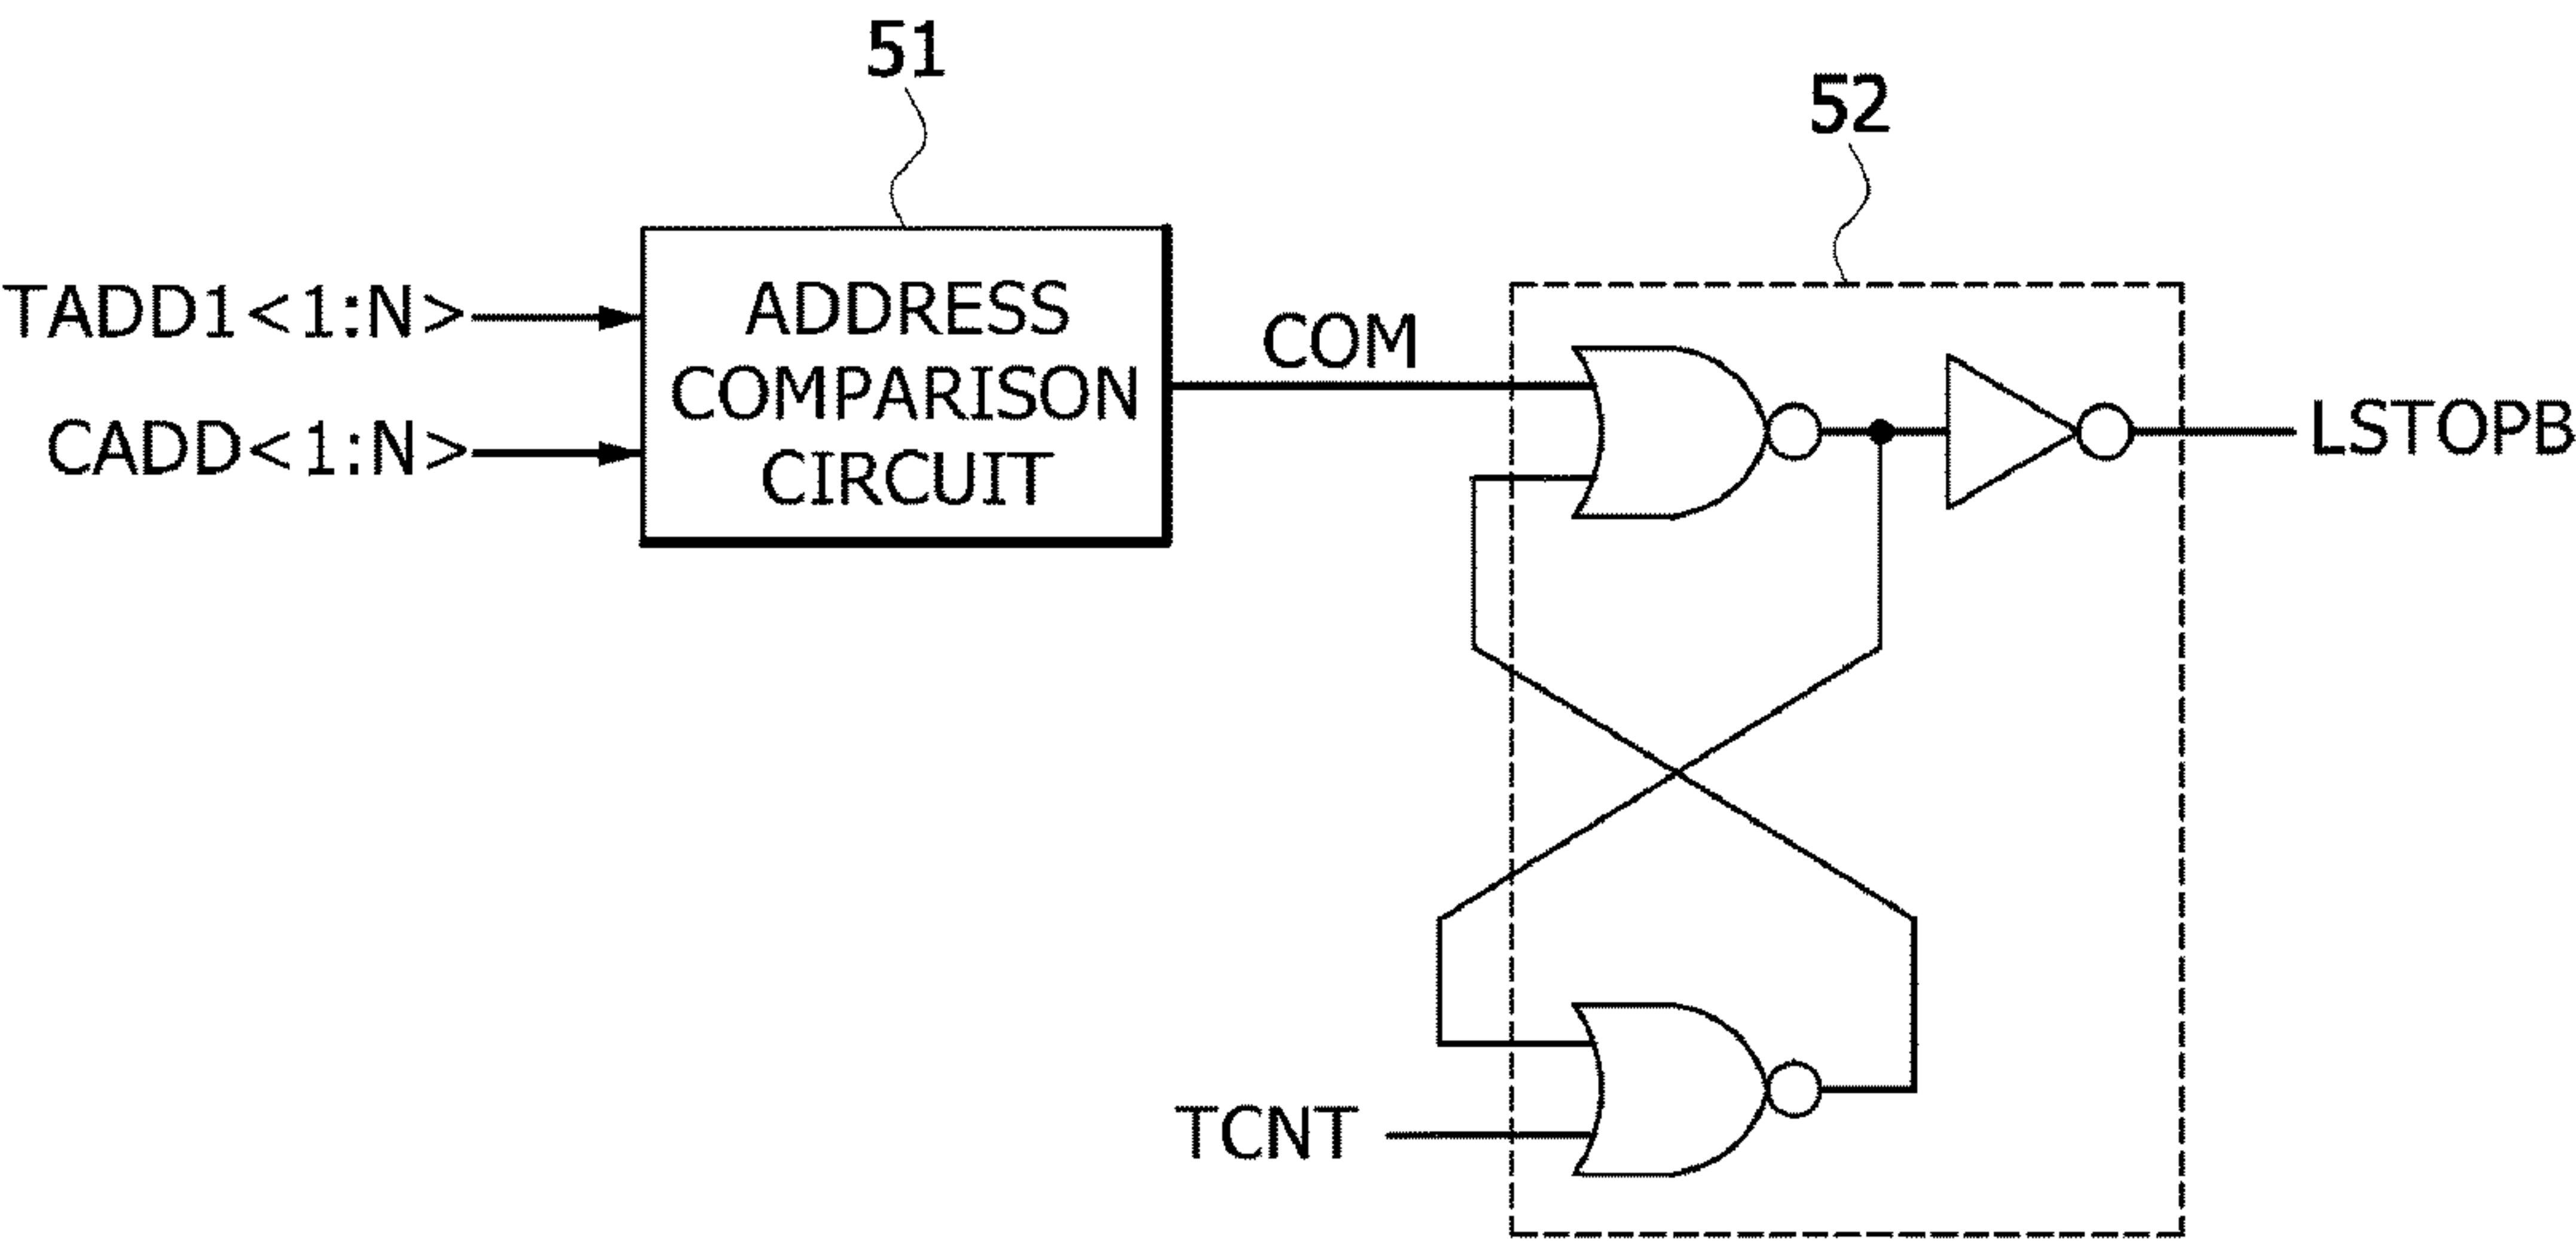 51
52
TADD1<1:N>
CADD<1:N>
ADDRESS
COMPARISON
CIRCUIT
COM
LSTOPB
TCNT